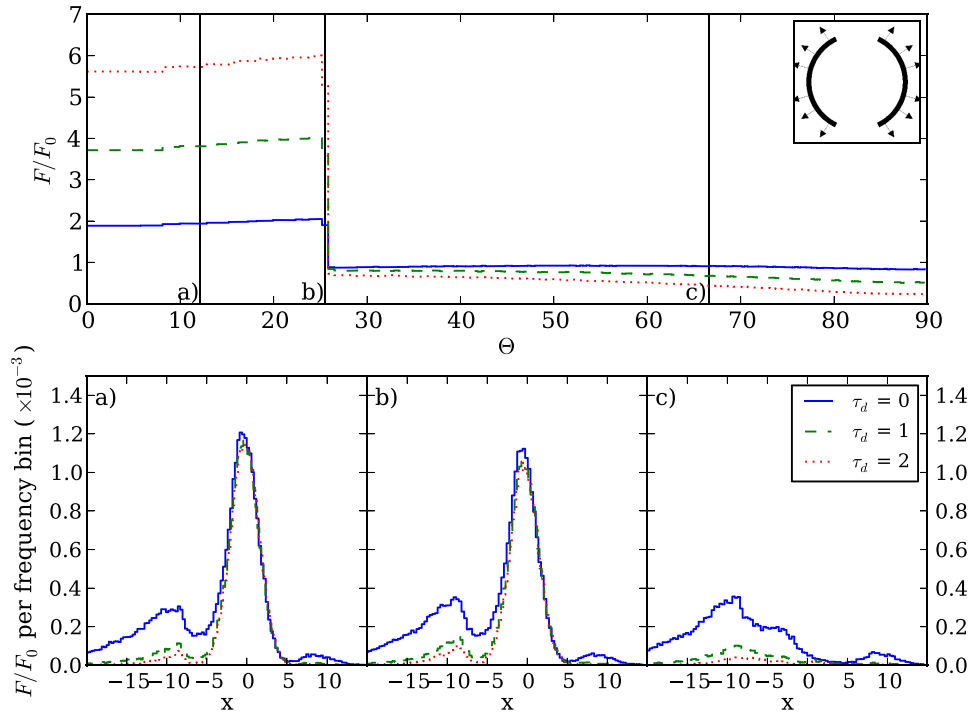 7
6
5
4
3
2
1
0
F/F₀
a)
b)
c)
0 10 20 30 40 50 60 70 80 90
Θ
F/F₀ per frequency bin (×10⁻³)
1.4
1.2
1.0
0.8
0.6
0.4
0.2
0.0
a)
b)
c)
τ_d = 0
τ_d = 1
τ_d = 2
1.4
1.2
1.0
0.8
0.6
0.4
0.2
0.0
−15 −10 −5 0 5 10
−15 −10 −5 0 5 10
−15 −10 −5 0 5 10
x
x
x